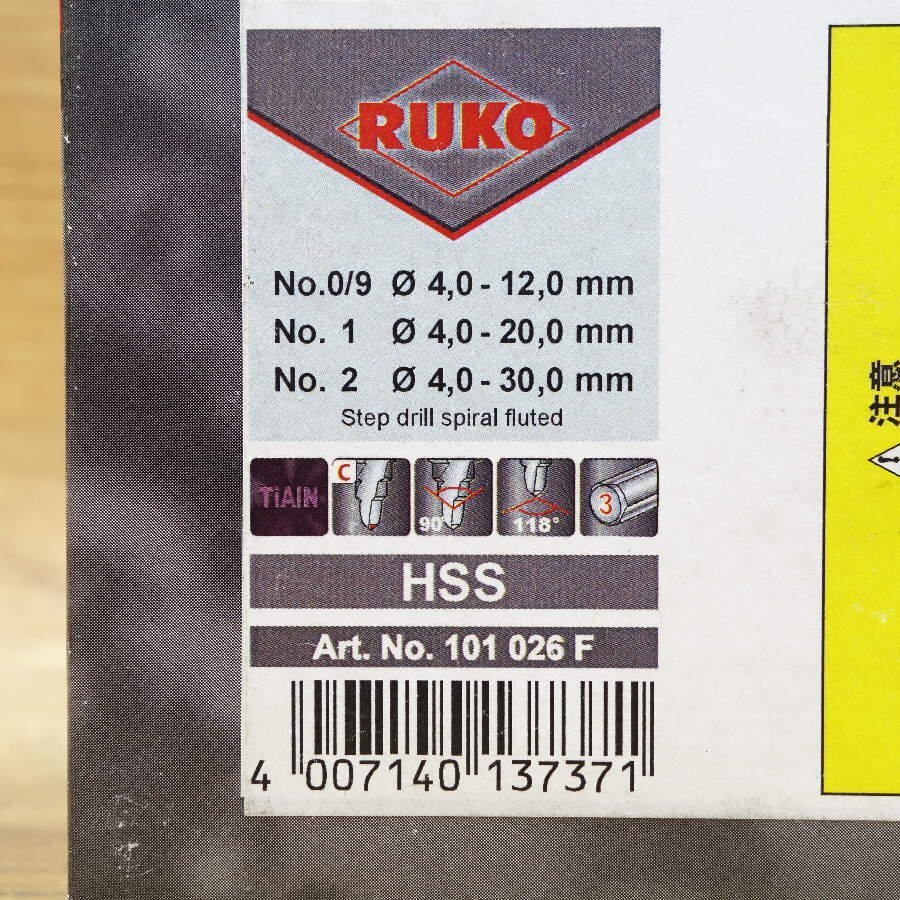 RUKO
No.0/9 Ø 4,0 - 12,0 mm
No. 1 Ø 4,0 - 20,0 mm
No. 2 Ø 4,0 - 30,0 mm
Step drill spiral fluted
TiAlN
C
90°
118°
3
HSS
Art. No. 101 026 F
4 007140 137371
注意